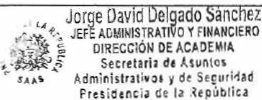 Jorge David Delgado Sánchez
JEFE ADMINISTRATIVO Y FINANCIERO
DIRECCIÓN DE ACADEMIA
Secretaría de Asuntos
Administrativos y de Seguridad
Presidencia de la República
SAAS